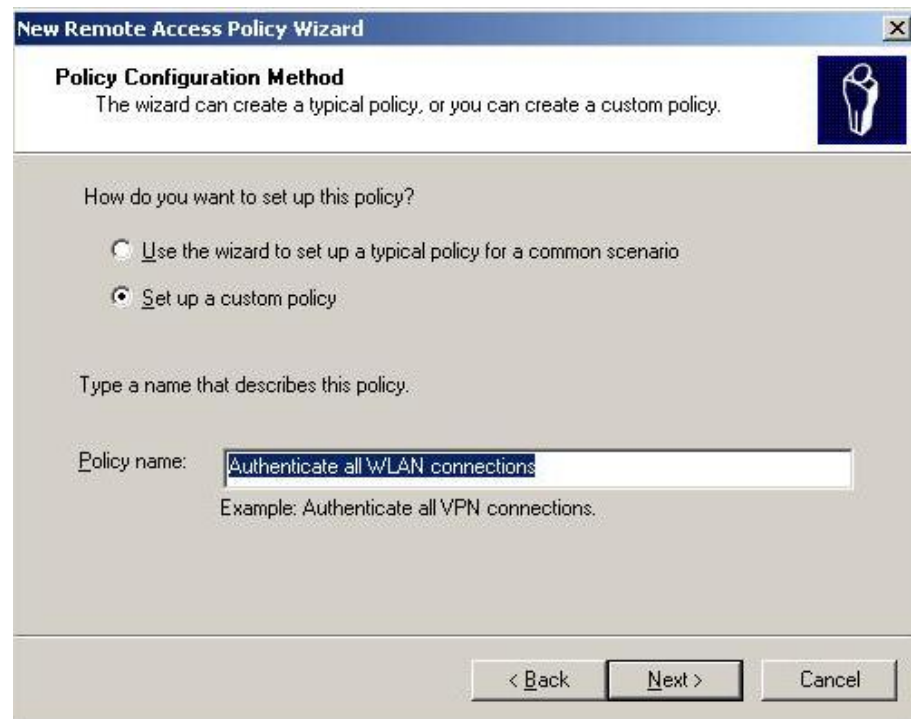 New Remote Access Policy Wizard
Policy Configuration Method
The wizard can create a typical policy, or you can create a custom policy.
How do you want to set up this policy?
Use the wizard to set up a typical policy for a common scenario
Set up a custom policy
Type a name that describes this policy.
Policy name: Authenticate all WLAN connections
Example: Authenticate all VPN connections.
< Back Next > Cancel